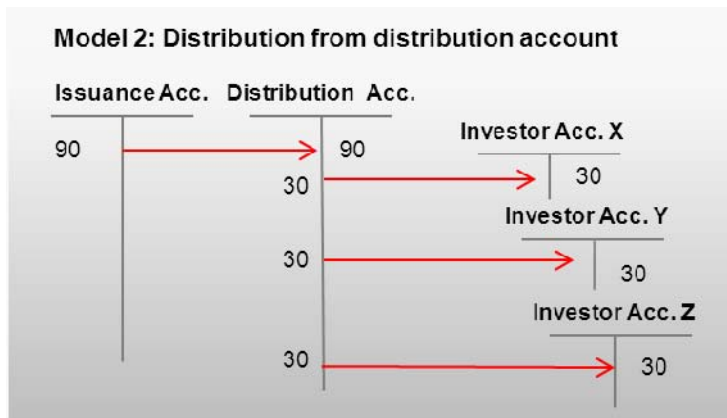 Model 2: Distribution from distribution account
Issuance Acc. Distribution Acc.
Investor Acc. X
90 90
30 30
Investor Acc. Y
30 30
Investor Acc. Z
30 30